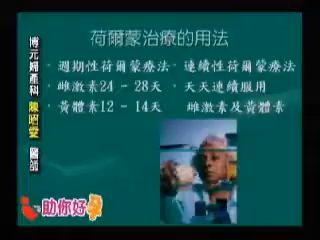 荷爾蒙治療的用法
· 週期性荷爾蒙療法 · 連續性荷爾蒙療法
· 雌激素24 - 28天 · 天天連續服用
· 黃體素12 - 14天 雌激素及黃體素
博元婦產科 陳昭雯 醫師
助你好孕